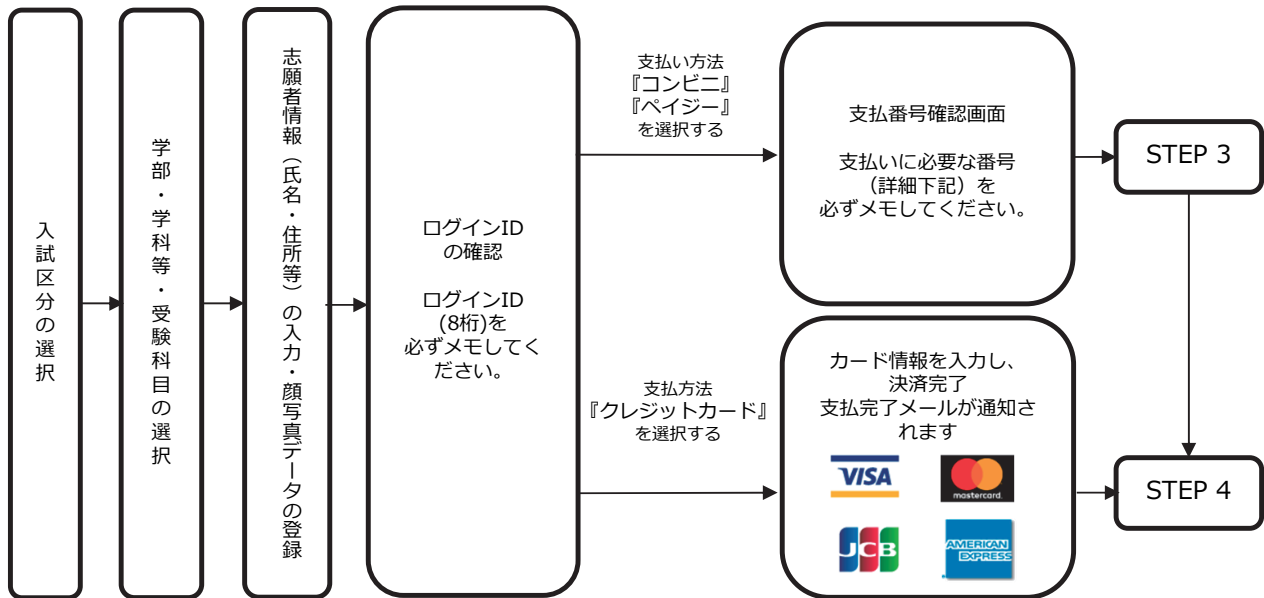 入試区分の選択
学部・学科等・受験科目の選択
志願者情報（氏名・住所等）の入力・顔写真データの登録
ログインID
の確認
ログインID
(8桁)を
必ずメモしてく
ださい。
支払い方法
『コンビニ』
『ペイジー』
を選択する
支払番号確認画面
支払いに必要な番号
（詳細下記）を
必ずメモしてください。
STEP 3
支払方法
『クレジットカード』
を選択する
カード情報を入力し、
決済完了
支払完了メールが通知さ
れます
VISA
mastercard
JCB
AMERICAN
EXPRESS
STEP 4